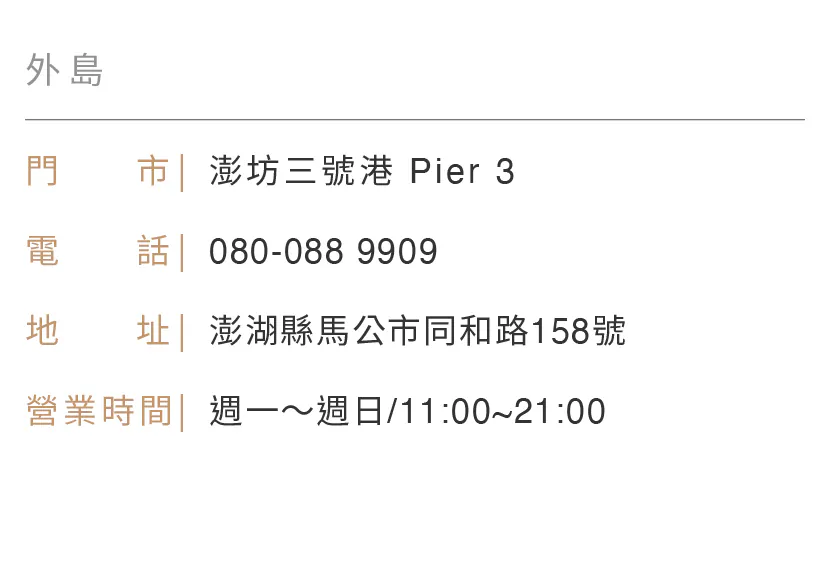 外島
門 市| 澎坊三號港 Pier 3
電 話| 080-088 9909
地 址| 澎湖縣馬公市同和路158號
營業時間| 週一～週日/11:00~21:00